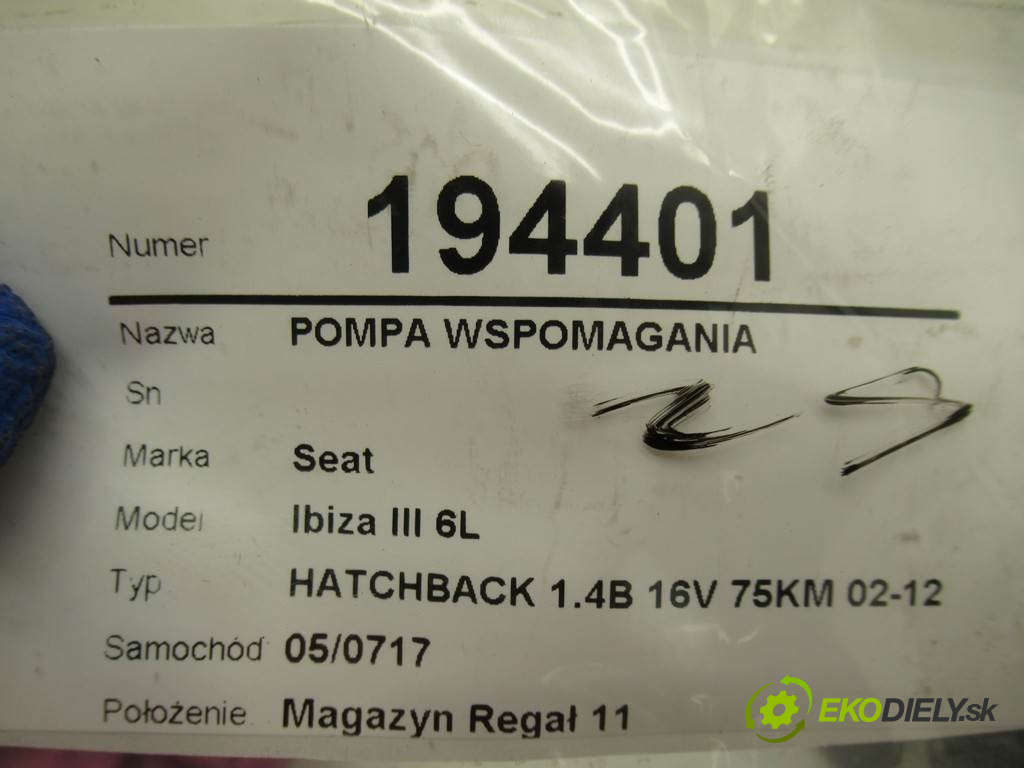 Numer 194401
Nazwa POMPA WSPOMAGANIA
Sn
Marka Seat
Model Ibiza III 6L
Typ HATCHBACK 1.4B 16V 75KM 02-12
Samochód 05/0717
Położenie Magazyn Regał 11
EKODIELY.sk